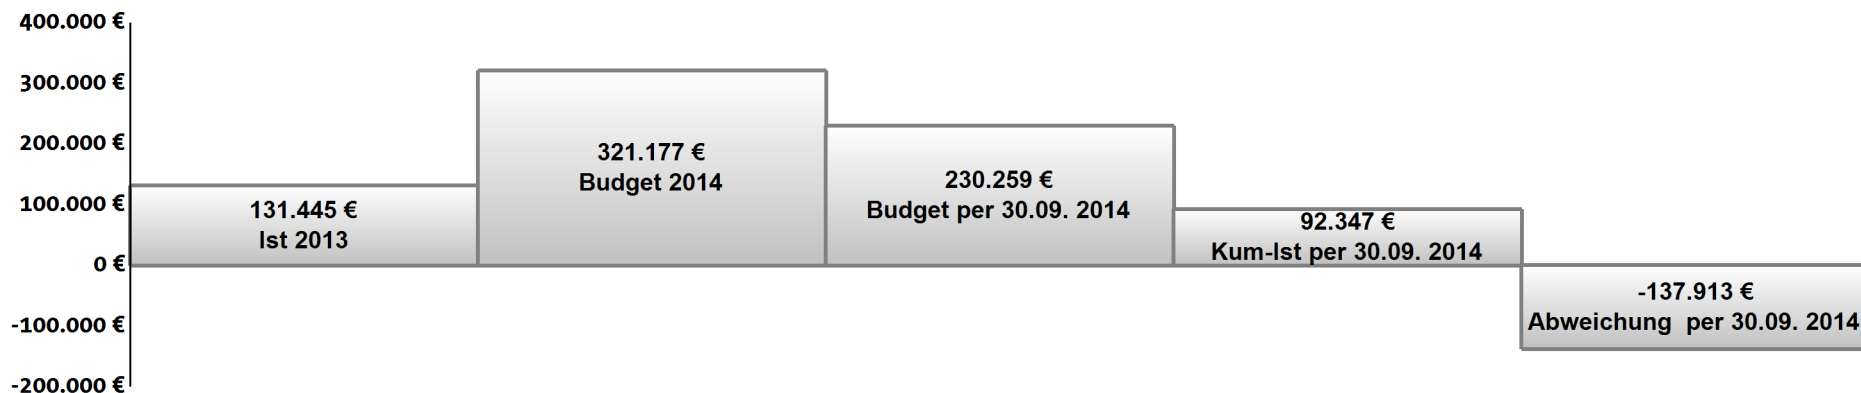 400.000 €
300.000 €
200.000 €
100.000 €
0 €
-100.000 €
-200.000 €
131.445 €
Ist 2013
321.177 €
Budget 2014
230.259 €
Budget per 30.09. 2014
92.347 €
Kum-Ist per 30.09. 2014
-137.913 €
Abweichung  per 30.09. 2014